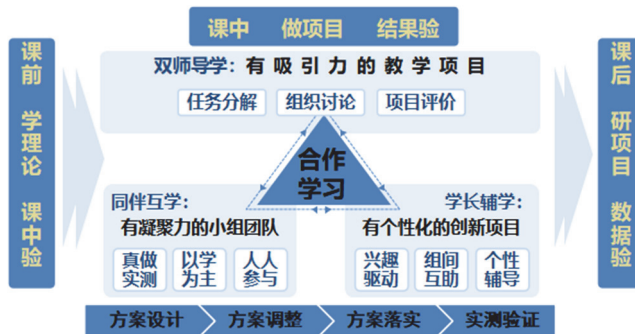 课中 做项目 结果验
课前 学理论 课中验
双师导学：有吸引力的教学项目
任务分解 组织讨论 项目评价
合作
学习
同伴互学：
有凝聚力的小组团队
真做
实测
以学
为主
人人
参与
学长辅学：
有个性化的创新项目
兴趣
驱动
组间
互助
个性
辅导
课后 研项目 数据验
方案设计 方案调整 方案落实 实测验证